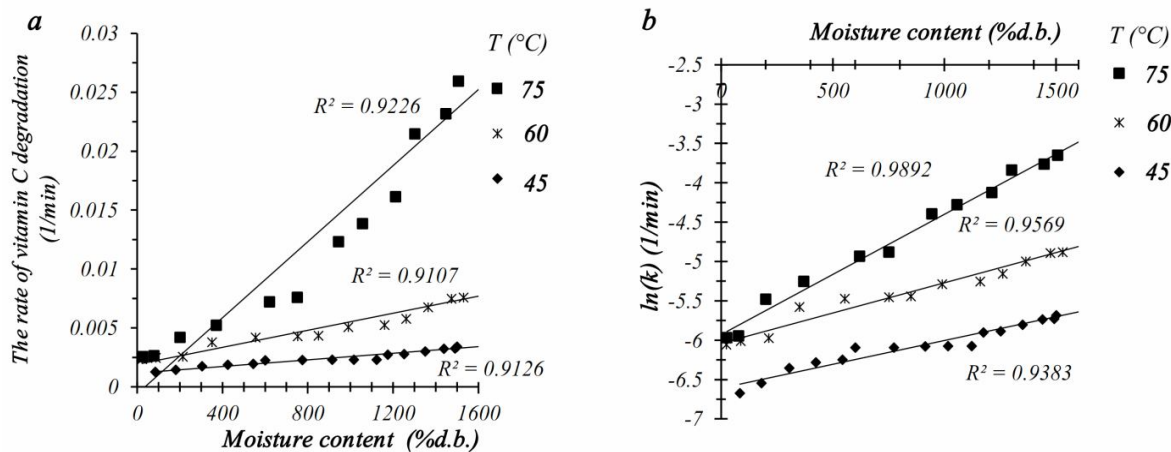 a
The rate of vitamin C degradation
(1/min)
0.03
0.025
0.02
0.015
0.01
0.005
0
0 400 800 1200 1600
Moisture content (%d.b.)
R² = 0.9226
R² = 0.9107
R² = 0.9126
T (°C)
75
60
45
b
Moisture content (%d.b.)
0 500 1000 1500
ln(k) (1/min)
-2.5
-3.5
-4
-4.5
-5
-5.5
-6
-6.5
-7
R² = 0.9892
R² = 0.9569
R² = 0.9383
T (°C)
75
60
45